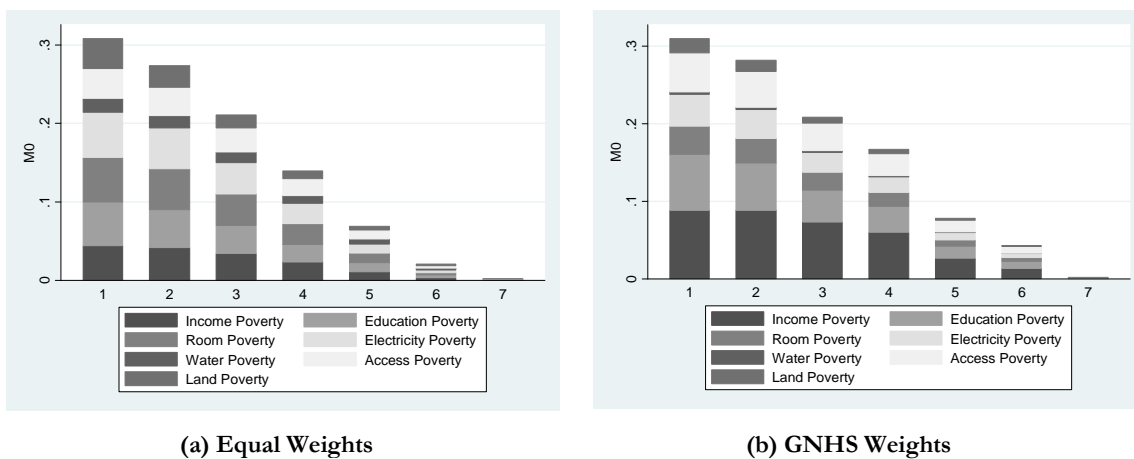 .3
.2
.1
0
M0
1 2 3 4 5 6 7
Income Poverty Education Poverty
Room Poverty Electricity Poverty
Water Poverty Access Poverty
Land Poverty
(a) Equal Weights
.3
.2
.1
0
M0
1 2 3 4 5 6 7
Income Poverty Education Poverty
Room Poverty Electricity Poverty
Water Poverty Access Poverty
Land Poverty
(b) GNHS Weights